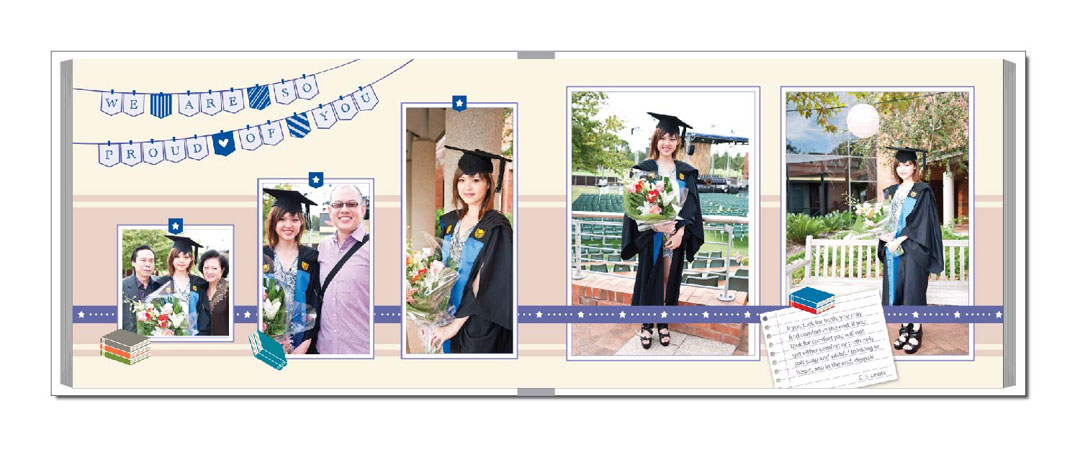 WE ARE SO
PROUD OF YOU
If you look for truth, you may
find comfort in the end; if you
look for comfort you will not
get either comfort or truth only
soft soap and wishful thinking to
begin, and in the end, despair.
C. S. Lewis